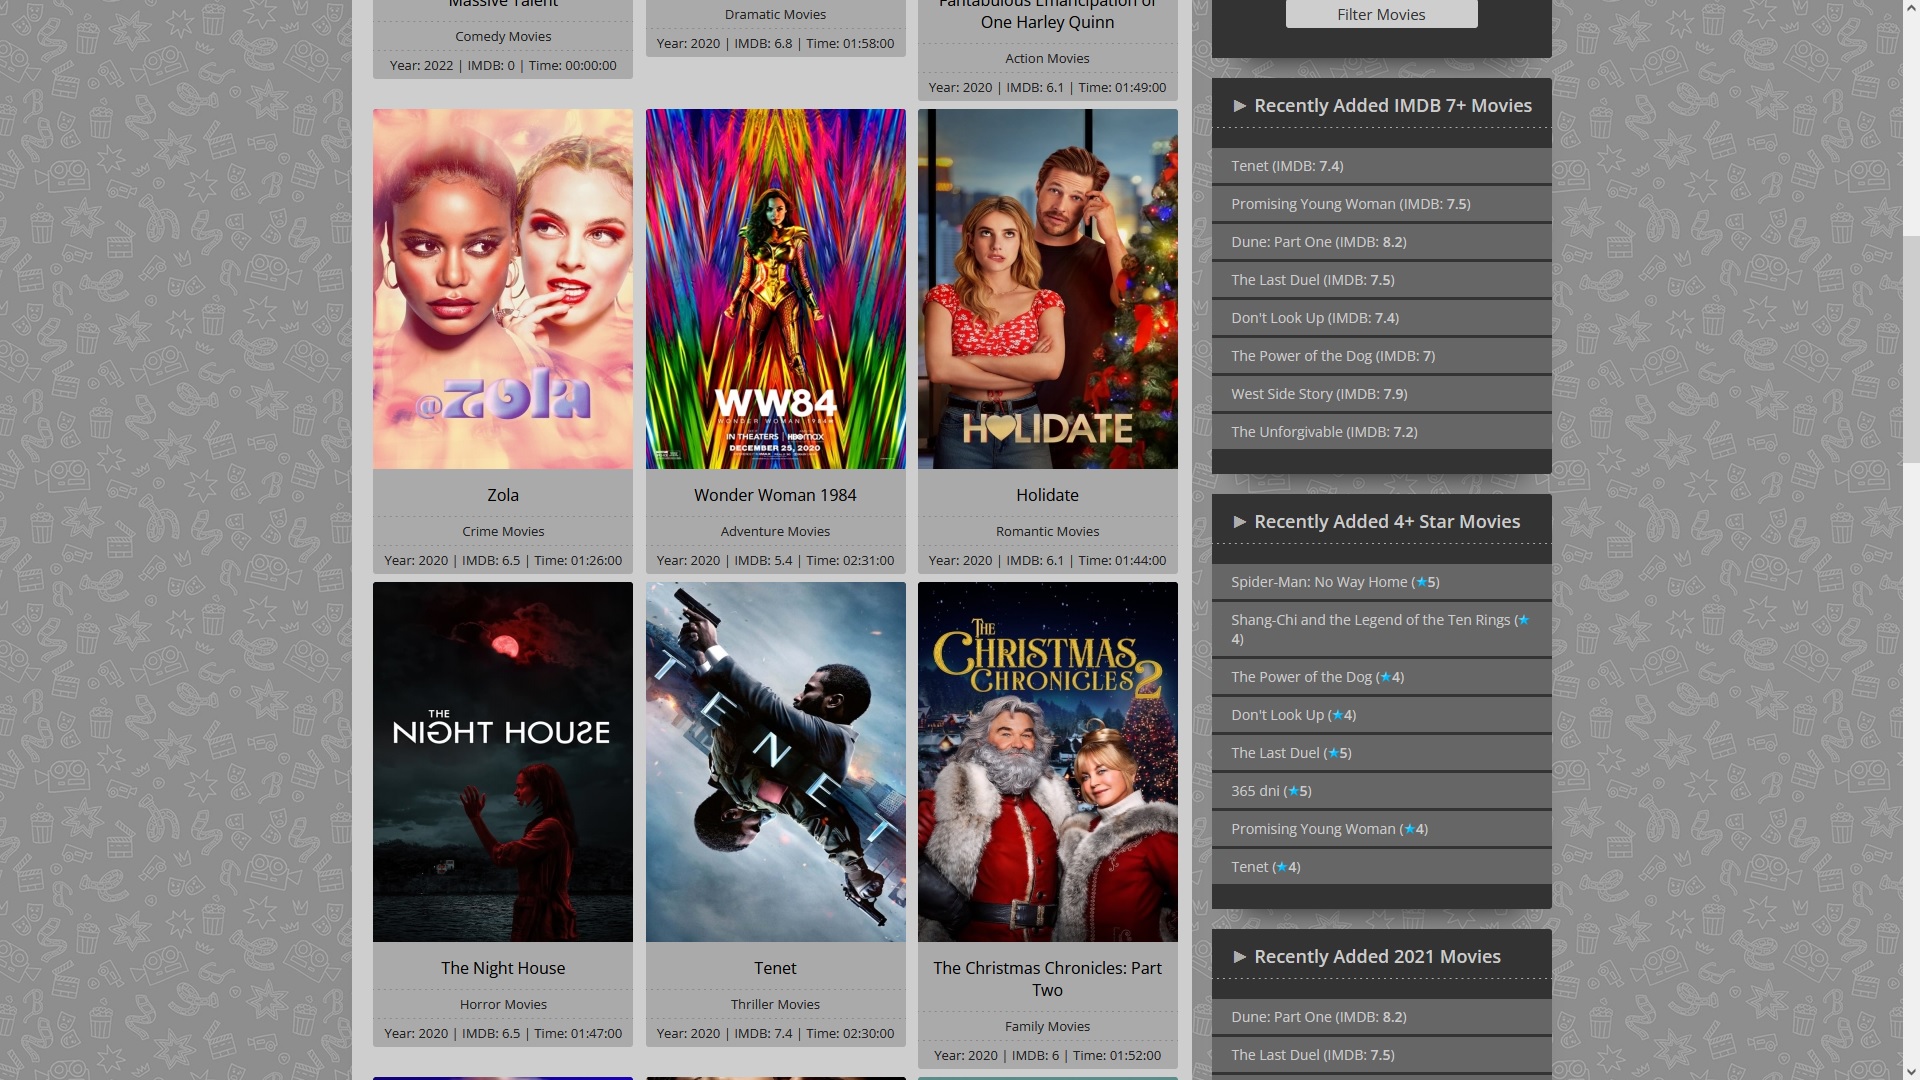 Massive Talent
Comedy Movies
Year: 2022 | IMDB: 0 | Time: 00:00:00
Dramatic Movies
Year: 2020 | IMDB: 6.8 | Time: 01:58:00
Fantabulous Emancipation of
One Harley Quinn
Action Movies
Year: 2020 | IMDB: 6.1 | Time: 01:49:00
@zola
Zola
Crime Movies
Year: 2020 | IMDB: 6.5 | Time: 01:26:00
WW84
WONDER WOMAN 1984
IN THEATERS | HBOMAX
DECEMBER 25, 2020
Wonder Woman 1984
Adventure Movies
Year: 2020 | IMDB: 5.4 | Time: 02:31:00
HOLIDATE
Holidate
Romantic Movies
Year: 2020 | IMDB: 6.1 | Time: 01:44:00
THE
NIGHT HOUSE
The Night House
Horror Movies
Year: 2020 | IMDB: 6.5 | Time: 01:47:00
TENET
Tenet
Thriller Movies
Year: 2020 | IMDB: 7.4 | Time: 02:30:00
THE
CHRISTMAS
CHRONICLES 2
The Christmas Chronicles: Part
Two
Family Movies
Year: 2020 | IMDB: 6 | Time: 01:52:00
Filter Movies
► Recently Added IMDB 7+ Movies
Tenet (IMDB: 7.4)
Promising Young Woman (IMDB: 7.5)
Dune: Part One (IMDB: 8.2)
The Last Duel (IMDB: 7.5)
Don't Look Up (IMDB: 7.4)
The Power of the Dog (IMDB: 7)
West Side Story (IMDB: 7.9)
The Unforgivable (IMDB: 7.2)
► Recently Added 4+ Star Movies
Spider-Man: No Way Home (★5)
Shang-Chi and the Legend of the Ten Rings (★
4)
The Power of the Dog (★4)
Don't Look Up (★4)
The Last Duel (★5)
365 dni (★5)
Promising Young Woman (★4)
Tenet (★4)
► Recently Added 2021 Movies
Dune: Part One (IMDB: 8.2)
The Last Duel (IMDB: 7.5)